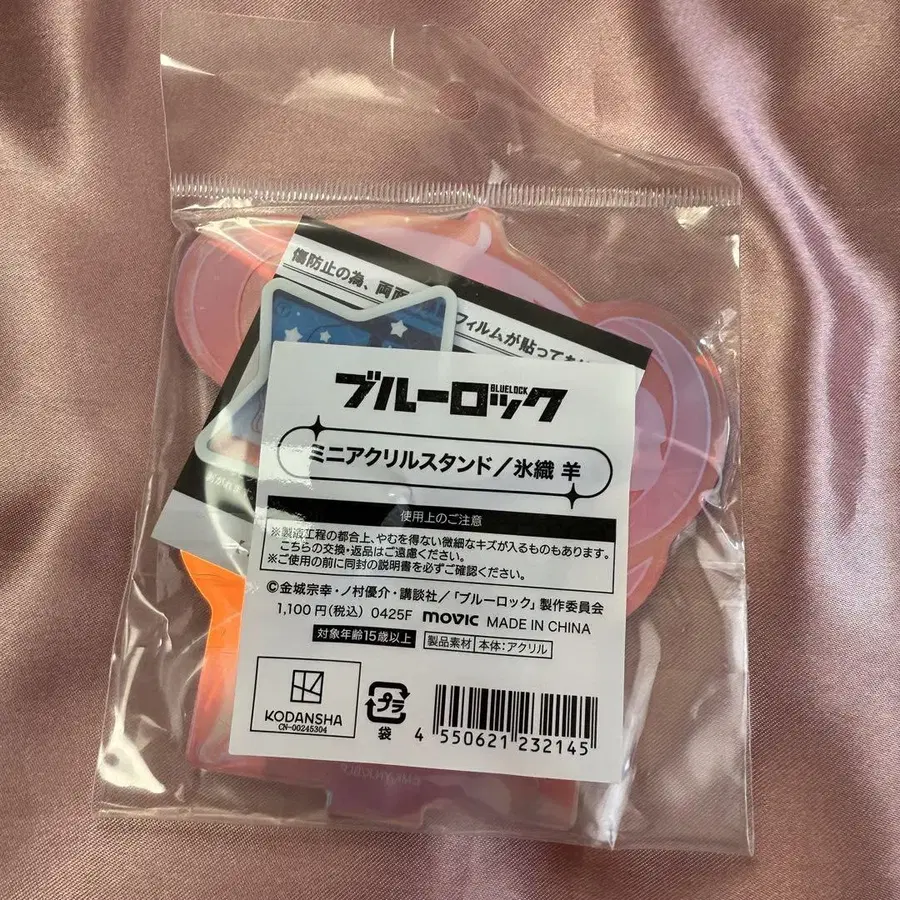 傷防止の為、両面
フィルムが貼ってあ
BLUELOCK
ブルーロック
ミニアクリルスタンド／氷織 羊
使用上のご注意
※製造工程の都合上、やむを得ない微細なキズが入るものもあります。
こちらの交換・返品はご遠慮ください。
※ご使用の前に同封の説明書を必ずご確認ください。
©金城宗幸・ノ村優介・講談社／「ブルーロック」製作委員会
1,100円(税込) 0425F movic MADE IN CHINA
対象年齢15歳以上 製品素材 本体:アクリル
KODANSHA
CN-00245304
プラ
袋
4 550621 232145